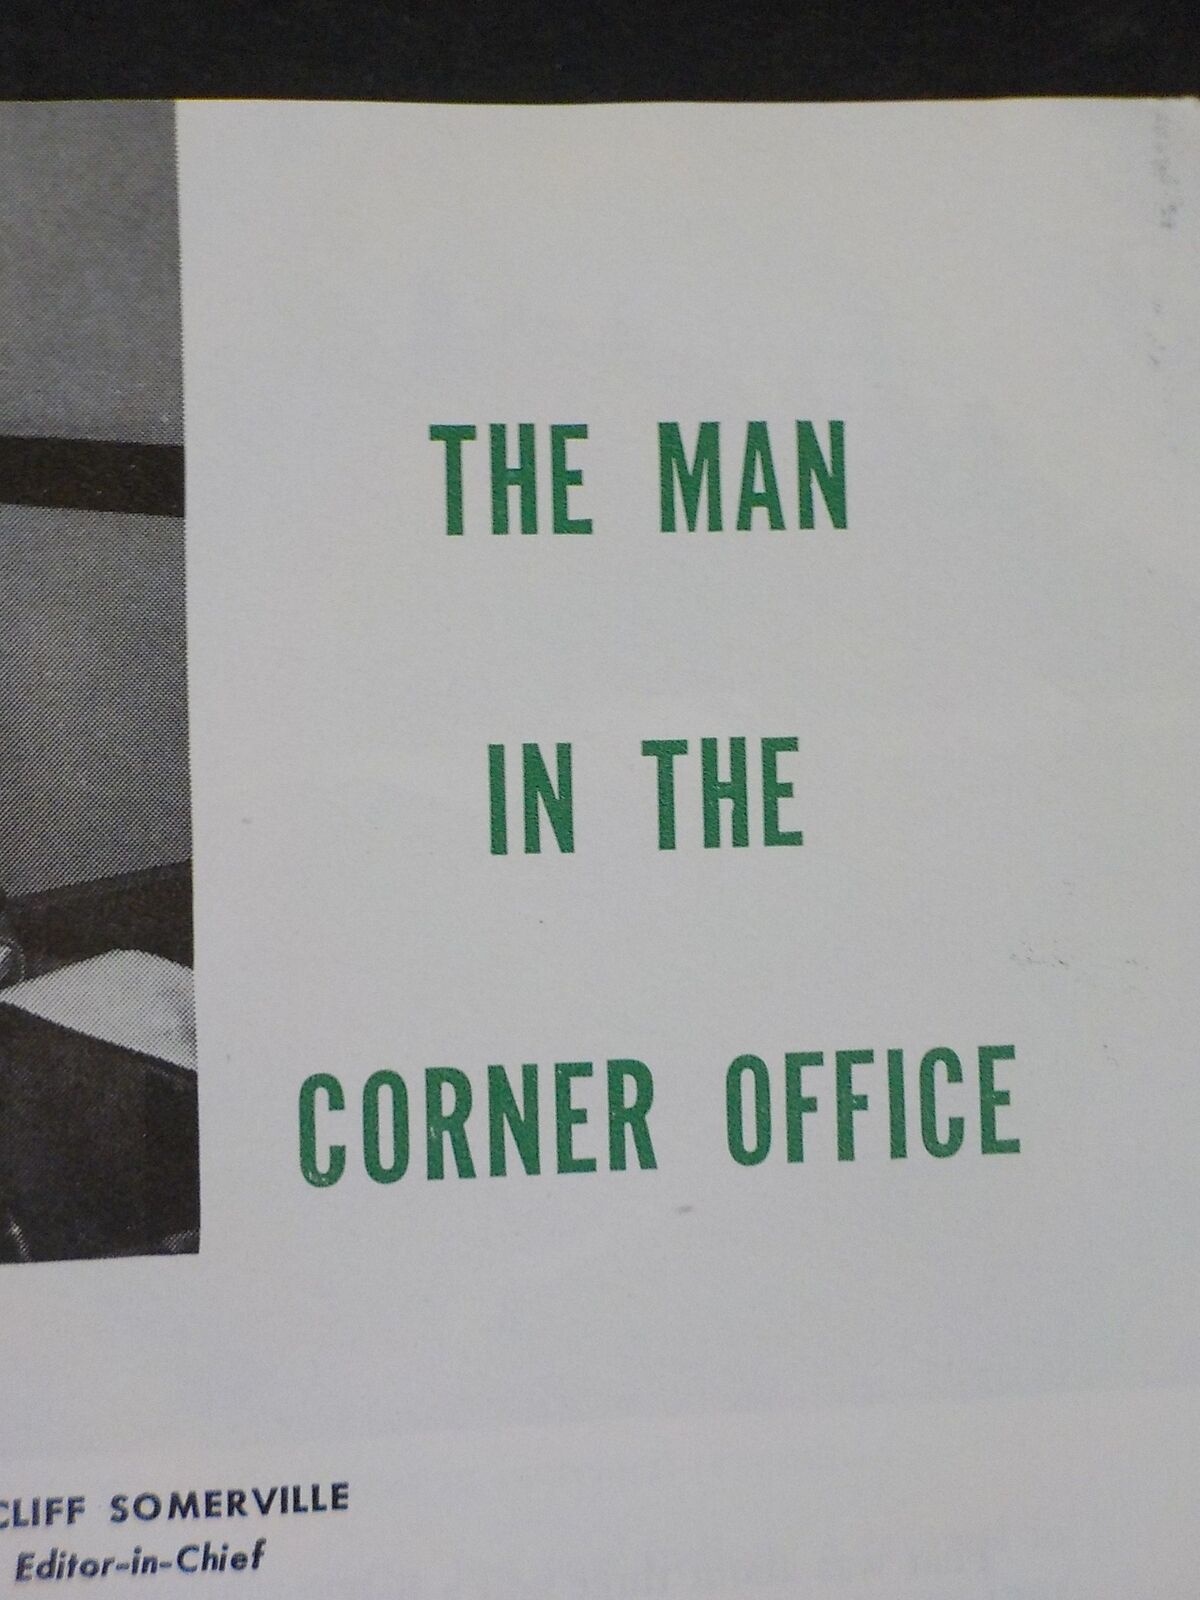 THE MAN
IN THE
CORNER OFFICE
CLIFF SOMERVILLE
Editor-in-Chief